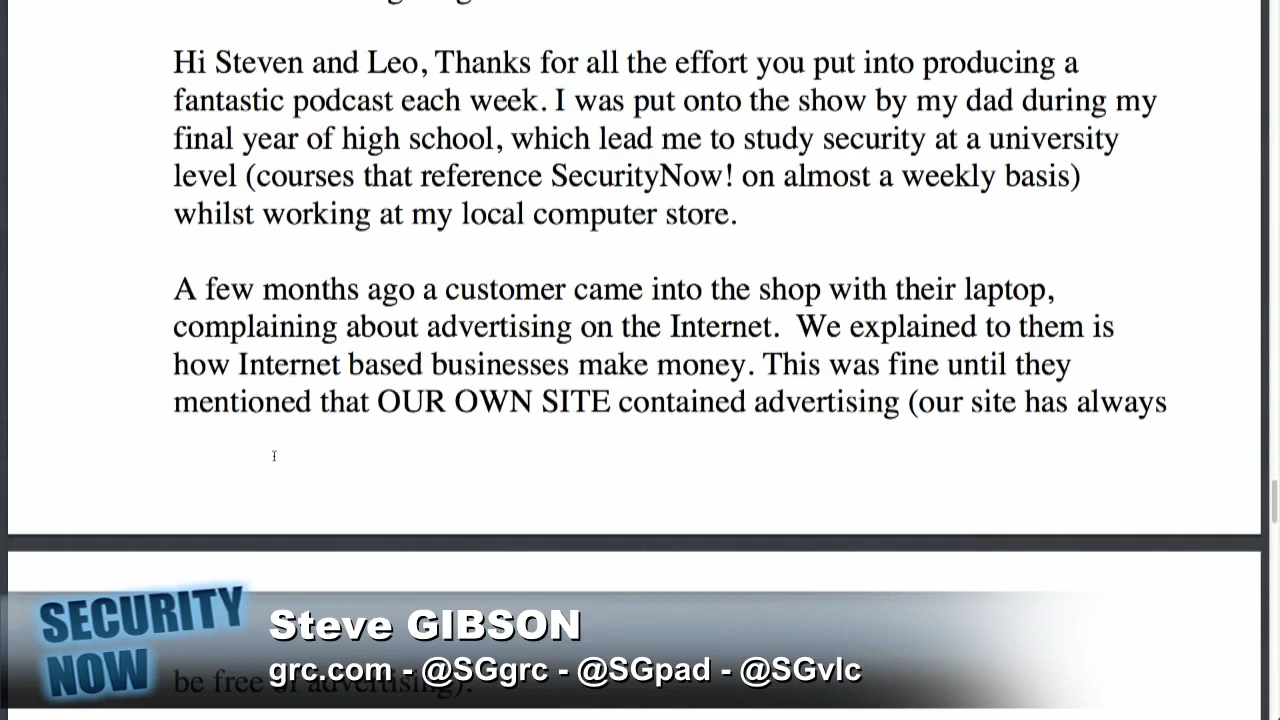 Hi Steven and Leo, Thanks for all the effort you put into producing a
fantastic podcast each week. I was put onto the show by my dad during my
final year of high school, which lead me to study security at a university
level (courses that reference SecurityNow! on almost a weekly basis)
whilst working at my local computer store.
A few months ago a customer came into the shop with their laptop,
complaining about advertising on the Internet.  We explained to them is
how Internet based businesses make money. This was fine until they
mentioned that OUR OWN SITE contained advertising (our site has always
SECURITY
NOW
Steve GIBSON
grc.com - @SGgrc - @SGpad - @SGvlc
be free of advertising).